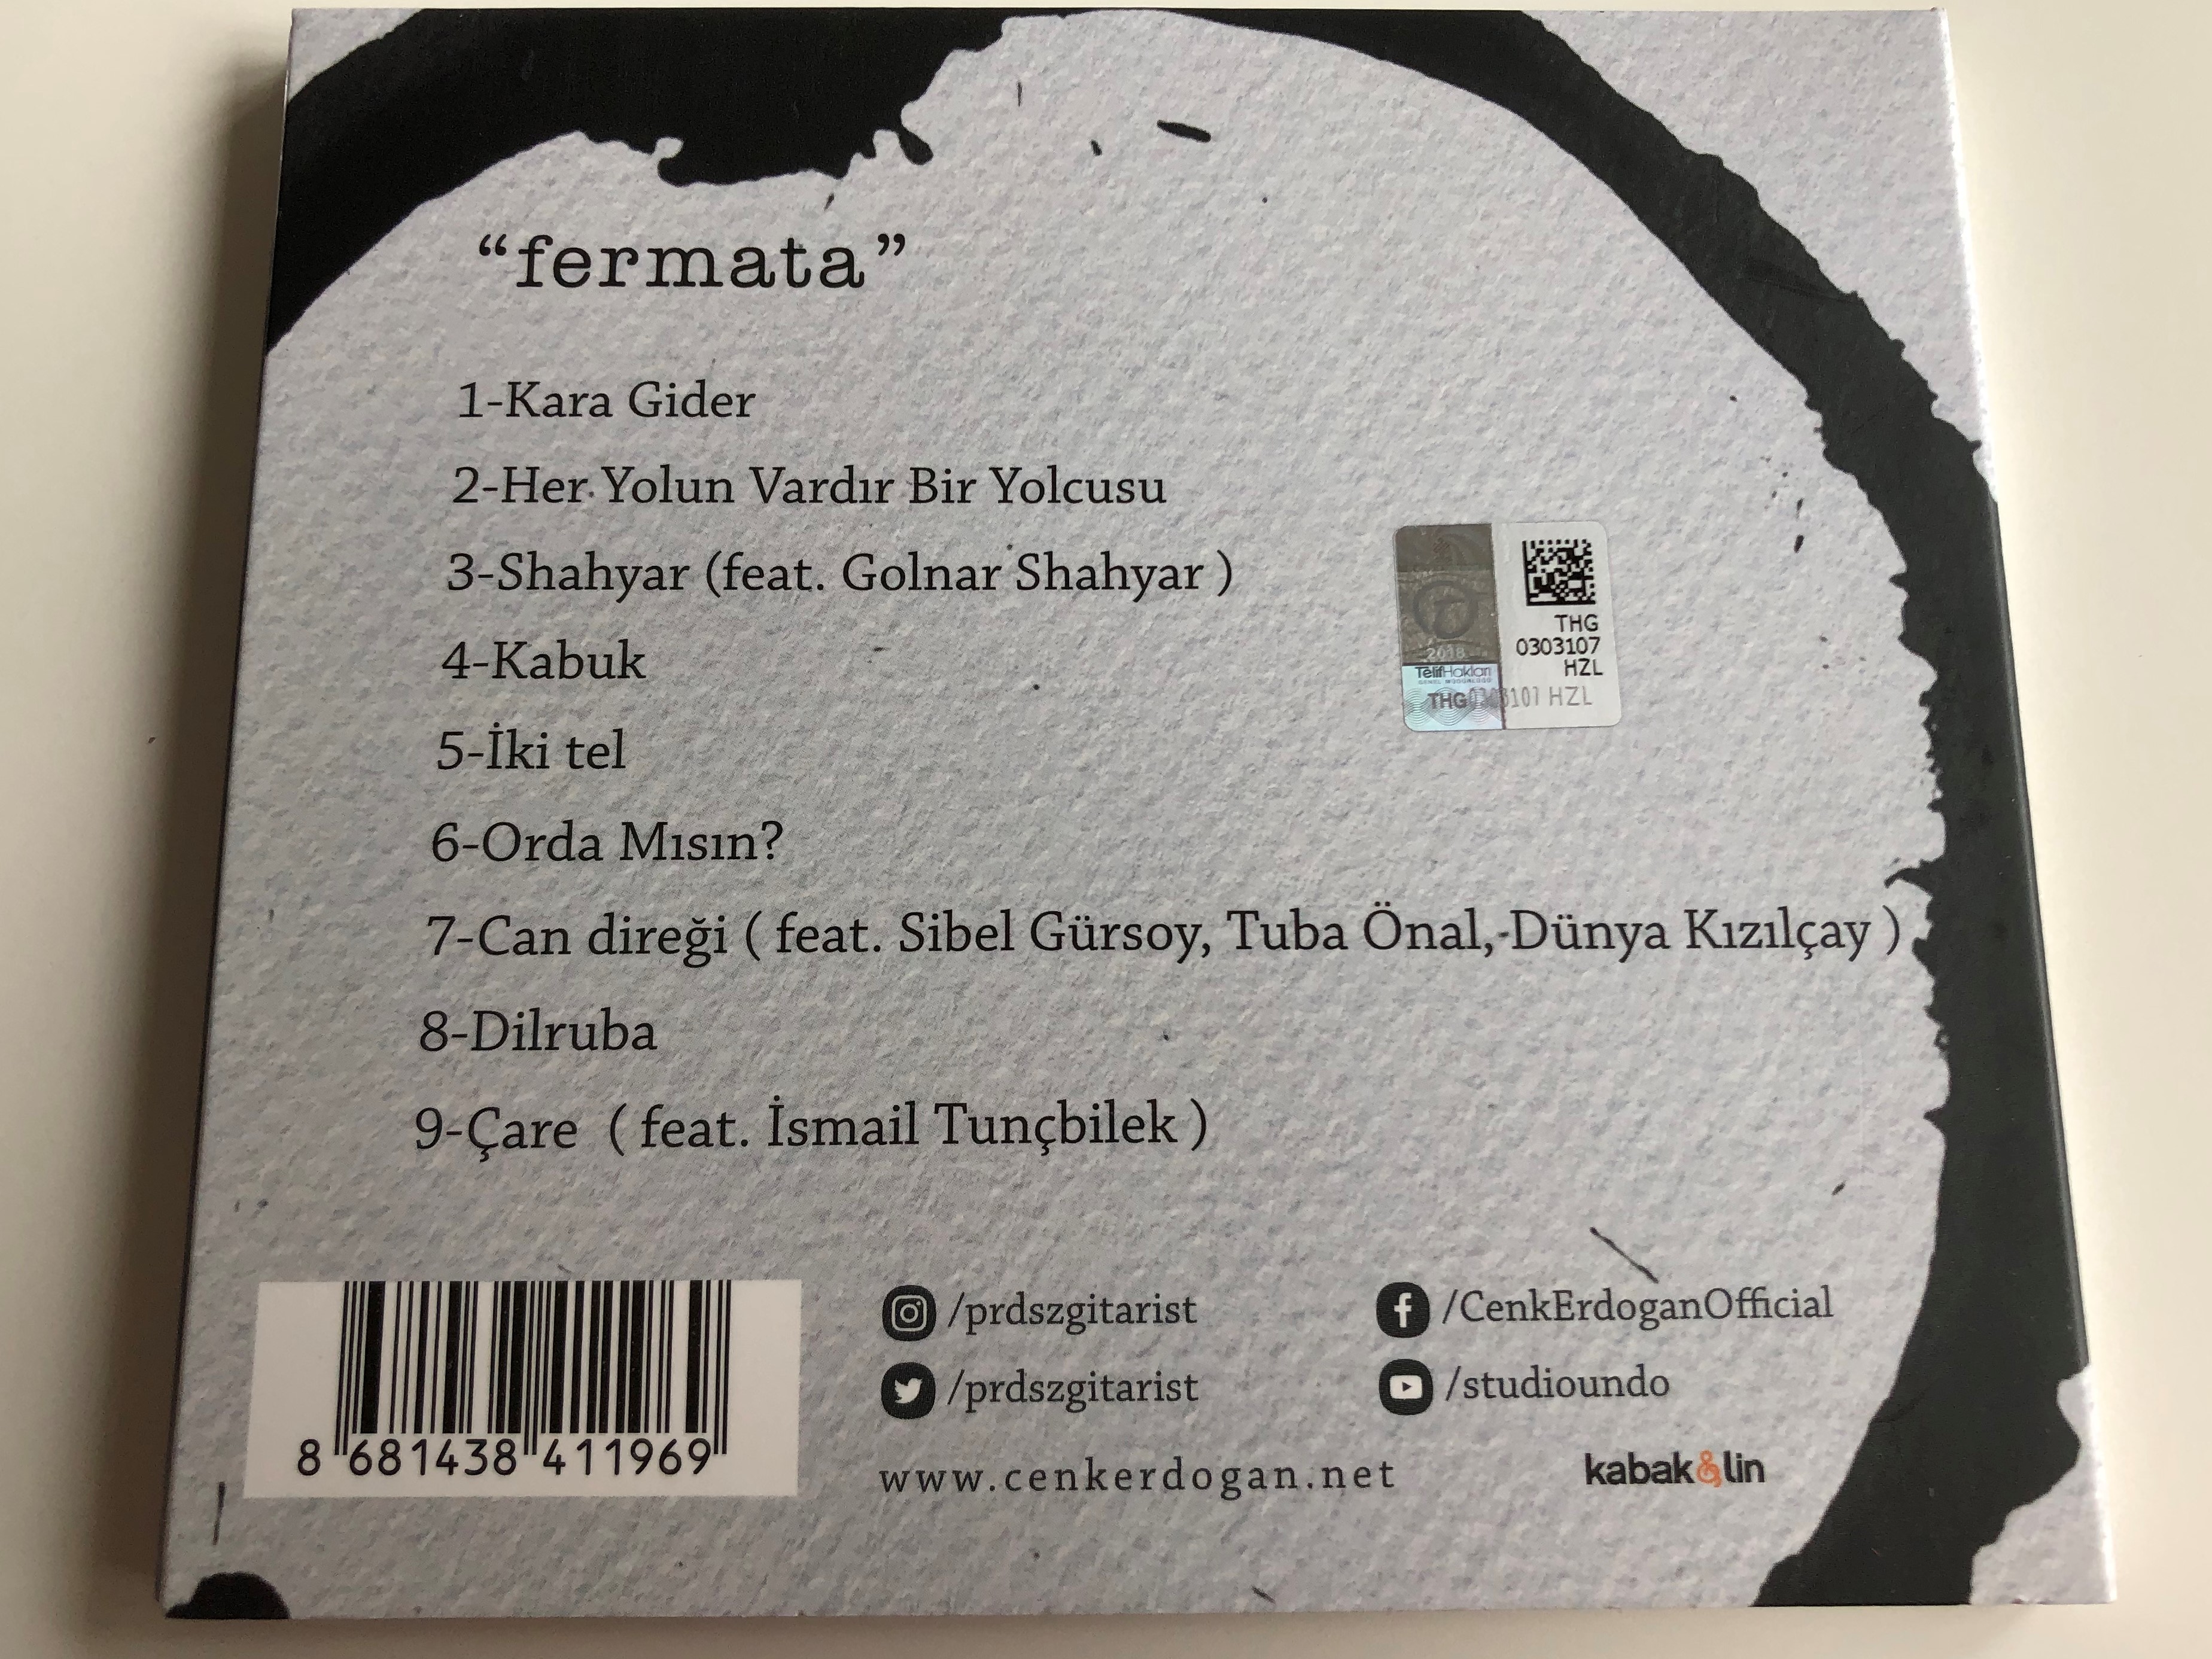 “fermata”
1-Kara Gider
2-Her Yolun Vardır Bir Yolcusu
3-Shahyar (feat. Golnar Shahyar )
4-Kabuk
5-İki tel
6-Orda Mısın?
7-Can direği ( feat. Sibel Gürsoy, Tuba Önal, Dünya Kızılçay )
8-Dilruba
9-Çare ( feat. İsmail Tunçbilek )
THG
0303107
HZL
2018
TelifHakları
GENEL MÜDÜRLÜĞÜ
THG0303107 HZL
/prdszgitarist
/CenkErdoganOfficial
/prdszgitarist
/studioundo
www.cenkerdogan.net
kabak&lin
8 681438 411969